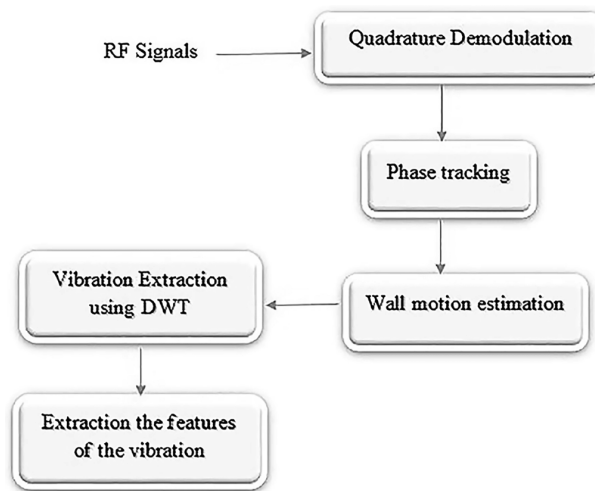 RF Signals
Quadrature Demodulation
Phase tracking
Wall motion estimation
Vibration Extraction
using DWT
Extraction the features
of the vibration